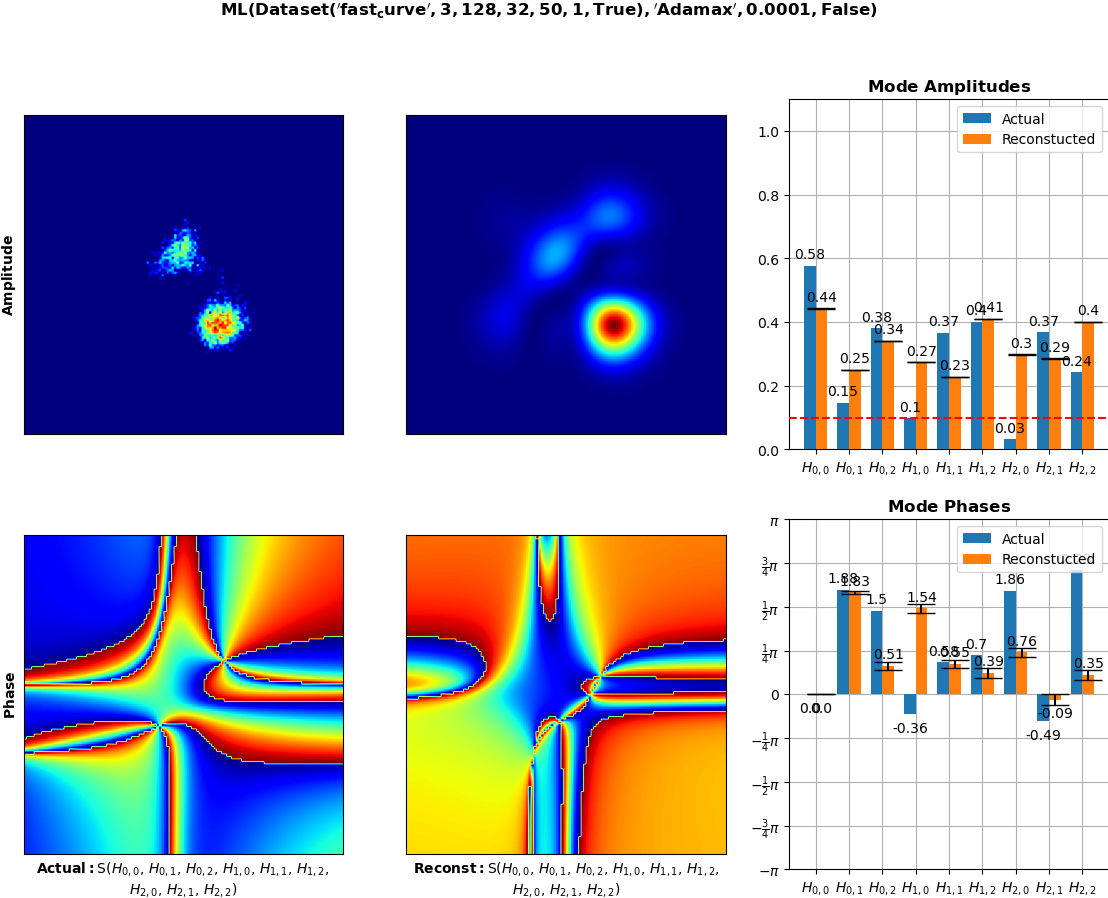 ML(Dataset('fast_curve', 3, 128, 32, 50, 1, True), 'Adamax', 0.0001, False)
Amplitude
Mode Amplitudes
Actual
Reconstucted
1.0
0.8
0.6
0.4
0.2
0.0
0.58
0.44
0.15
0.25
0.38
0.34
0.1
0.27
0.37
0.23
0.4
0.41
0.03
0.3
0.37
0.29
0.24
0.4
H0,0 H0,1 H0,2 H1,0 H1,1 H1,2 H2,0 H2,1 H2,2
Phase
Mode Phases
Actual
Reconstucted
π
3/4π
1/2π
1/4π
0
−1/4π
−1/2π
−3/4π
−π
0.0
0.0
1.88
1.83
1.5
0.51
-0.36
1.54
0.58
0.55
0.7
0.39
1.86
0.76
-0.49
-0.09
0.35
H0,0 H0,1 H0,2 H1,0 H1,1 H1,2 H2,0 H2,1 H2,2
Actual: S(H0,0, H0,1, H0,2, H1,0, H1,1, H1,2,
H2,0, H2,1, H2,2)
Reconst: S(H0,0, H0,1, H0,2, H1,0, H1,1, H1,2,
H2,0, H2,1, H2,2)